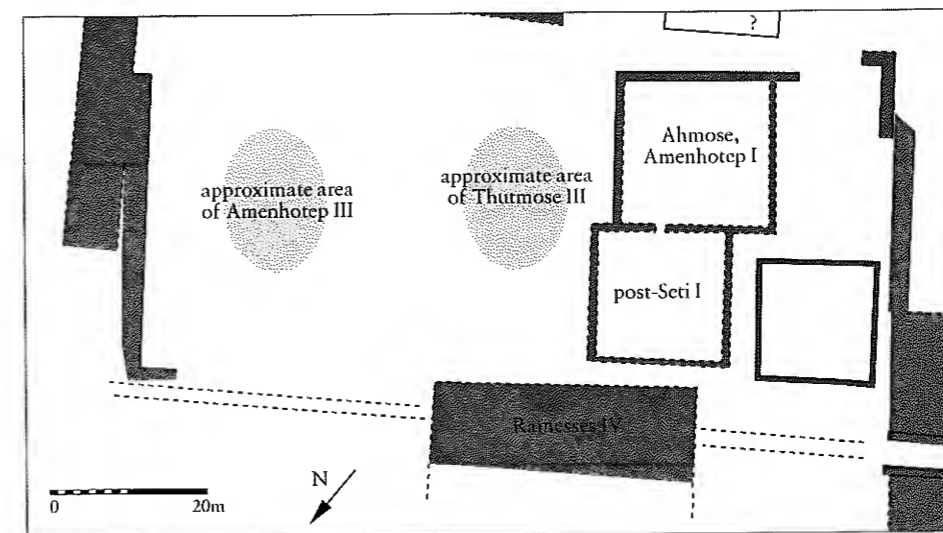 ?
Ahmose,
Amenhotep I
approximate area
of Amenhotep III
approximate area
of Thutmose III
post-Seti I
Ramesses IV
N
0 20m